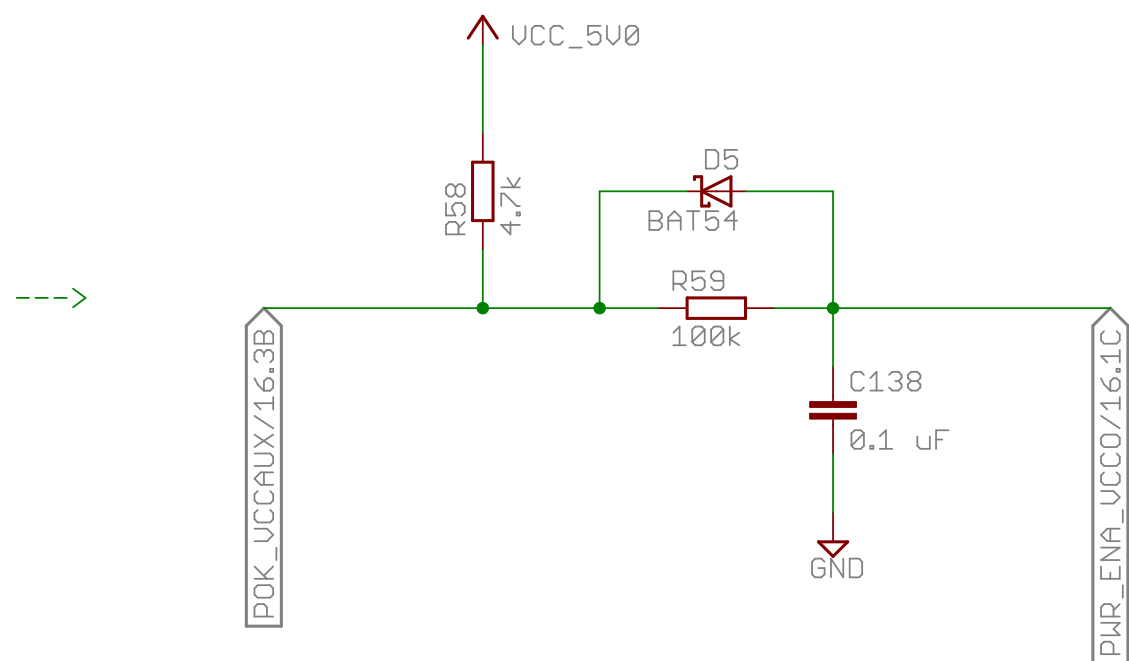 VCC_5V0
D5
BAT54
R58
4.7k
R59
100k
C138
0.1 uF
GND
POK_VCCAUX/16.3B
PWR_ENA_VCCO/16.1C